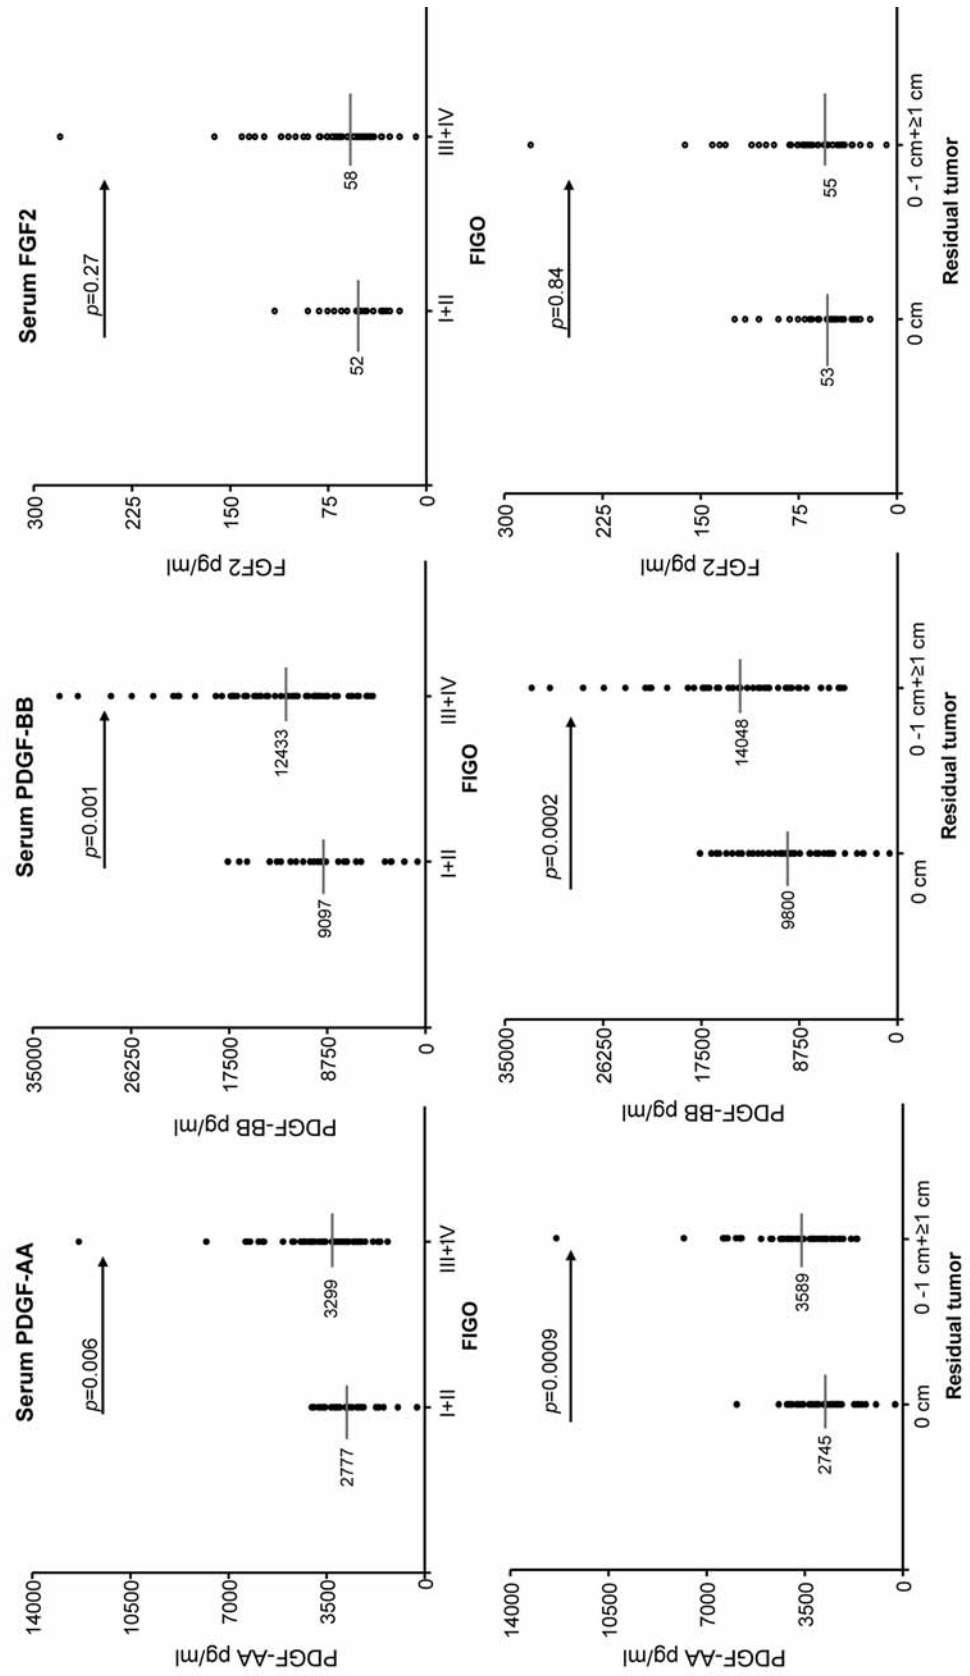 Serum PDGF-AA
PDGF-AA pg/ml
14000
10500
7000
3500
0
p=0.006
2777
3299
I+II
III+IV
FIGO
Serum PDGF-BB
PDGF-BB pg/ml
35000
26250
17500
8750
0
p=0.001
9097
12433
I+II
III+IV
FIGO
Serum FGF2
FGF2 pg/ml
300
225
150
75
0
p=0.27
52
58
I+II
III+IV
FIGO
PDGF-AA pg/ml
14000
10500
7000
3500
0
p=0.0009
2745
3589
0 cm
0 -1 cm+≥1 cm
Residual tumor
PDGF-BB pg/ml
35000
26250
17500
8750
0
p=0.0002
9800
14048
0 cm
0 -1 cm+≥1 cm
Residual tumor
FGF2 pg/ml
300
225
150
75
0
p=0.84
53
55
0 cm
0 -1 cm+≥1 cm
Residual tumor